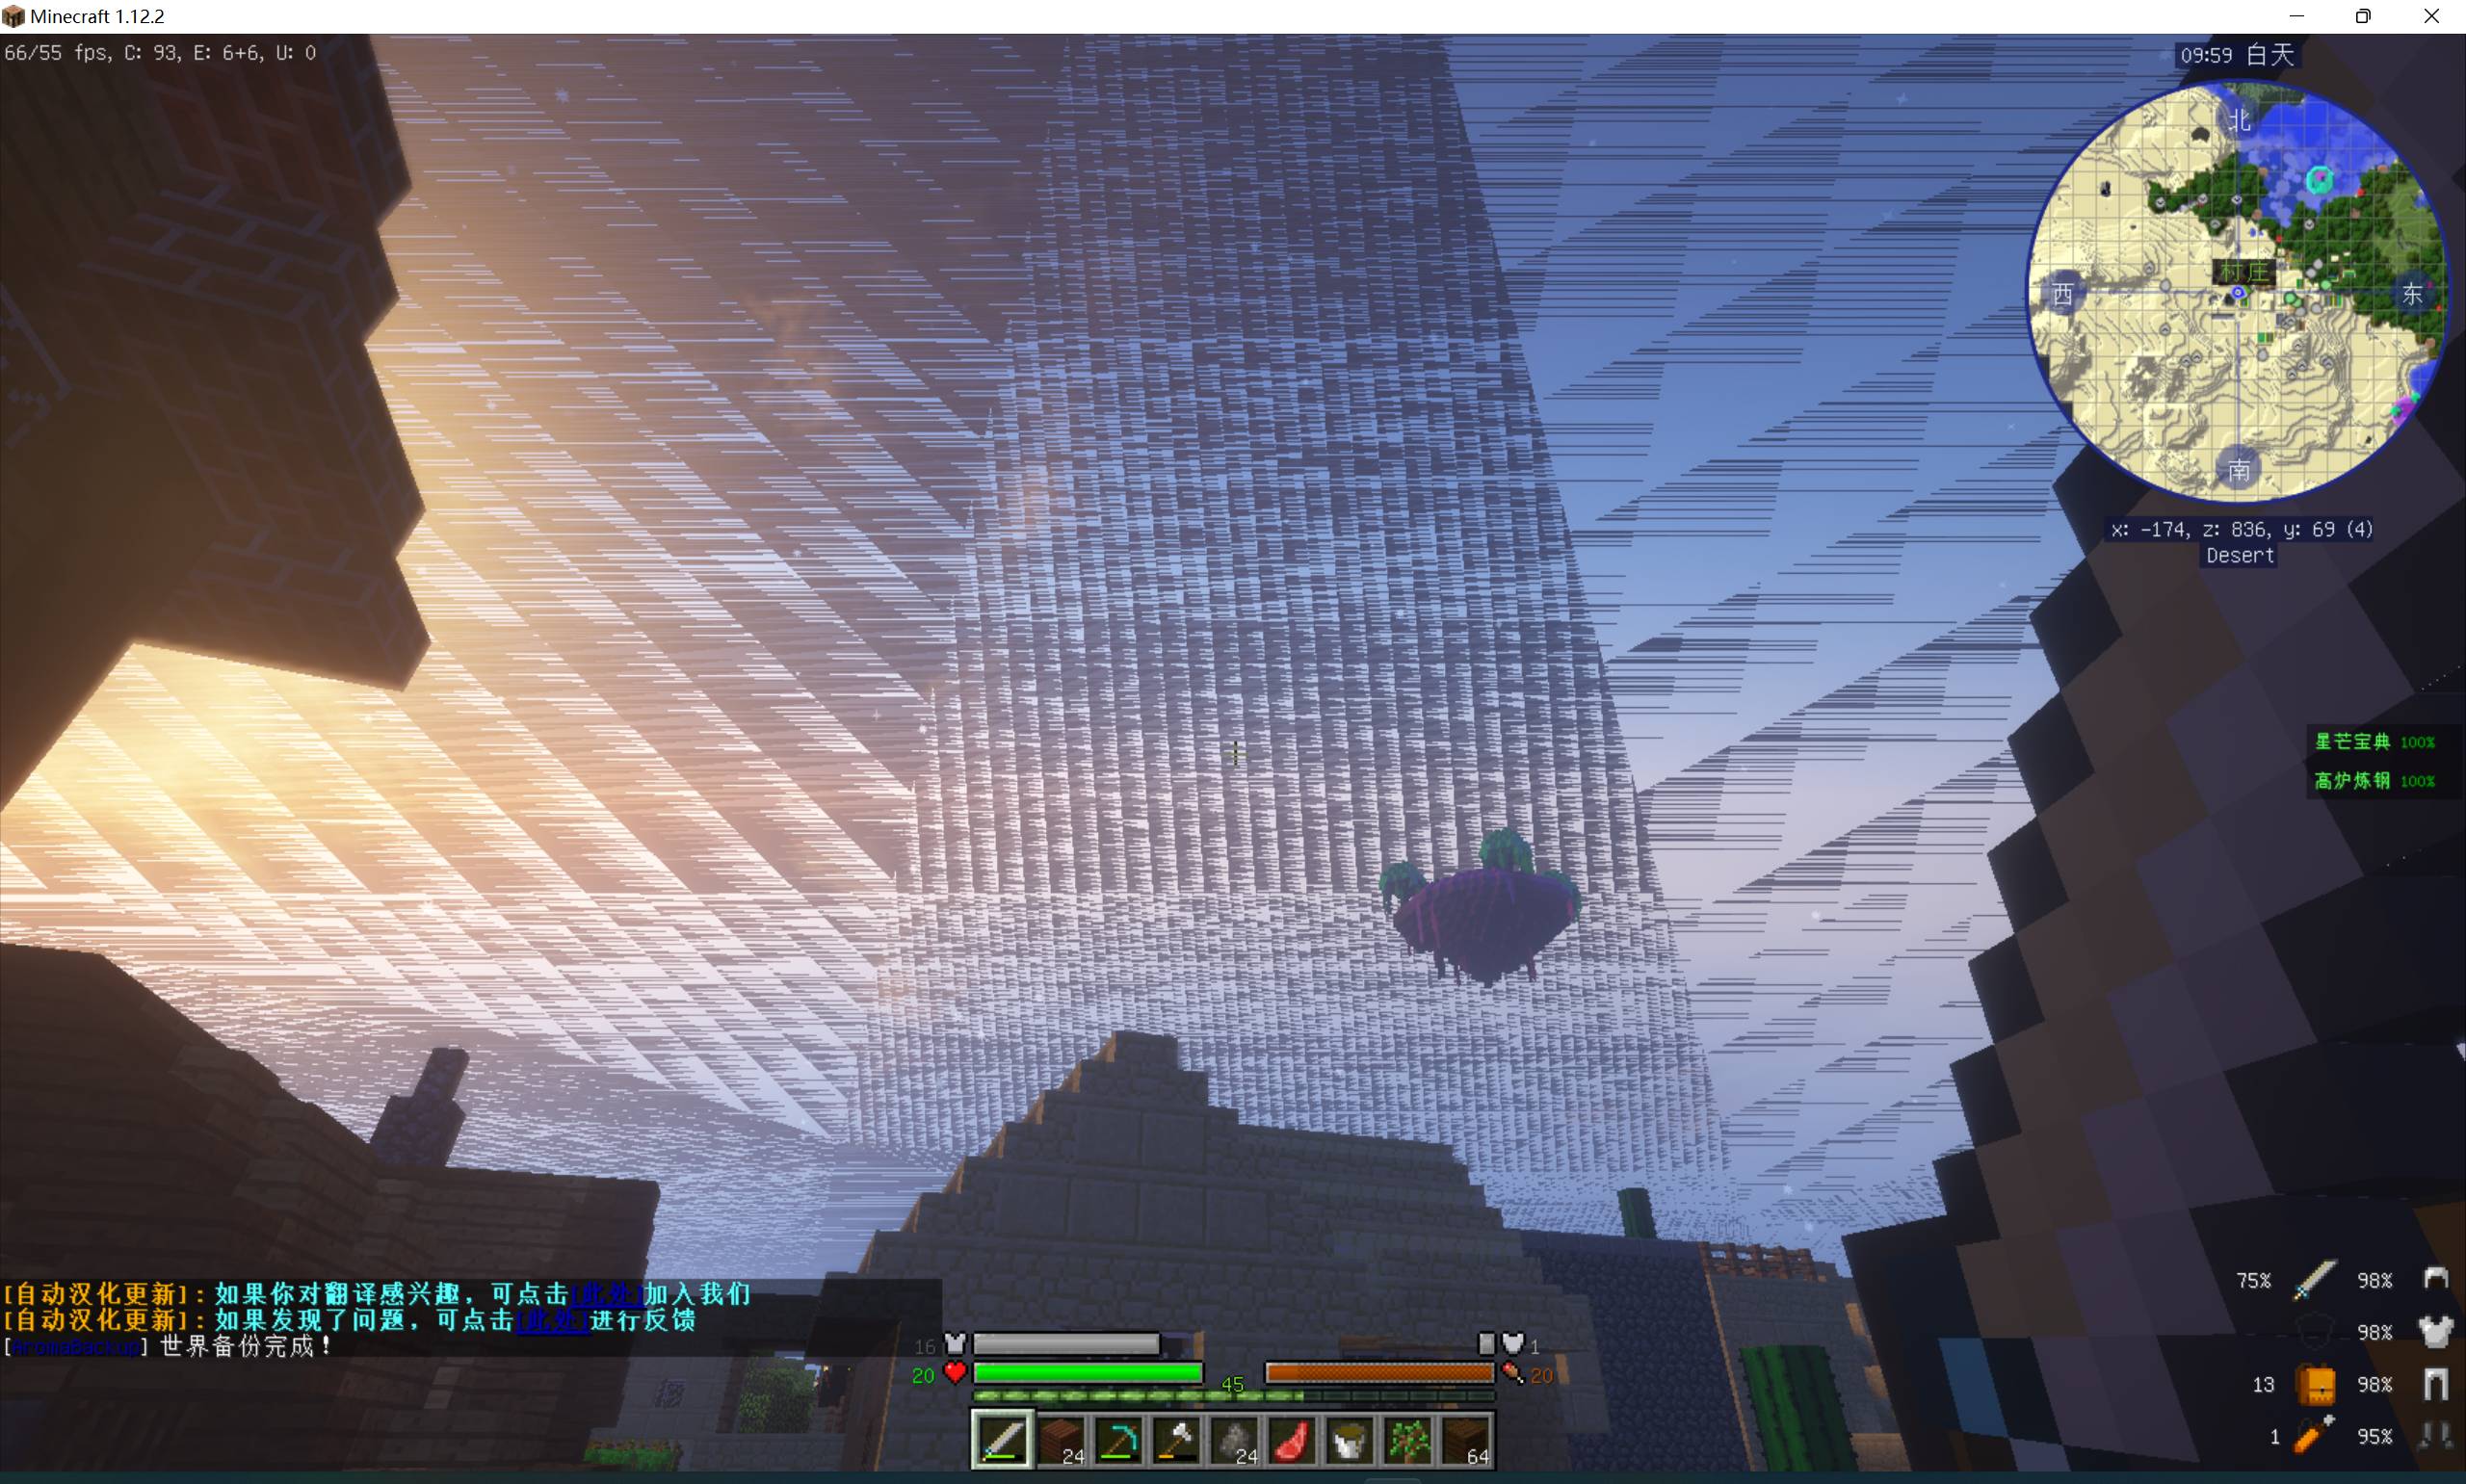 Minecraft 1.12.2
66/55 fps, C: 93, E: 6+6, U: 0
09:59 白天
北
村庄
西
东
南
x: -174, z: 836, y: 69 (4)
Desert
星芒宝典 100%
高炉炼钢 100%
[自动汉化更新]：如果你对翻译感兴趣，可点击[此处]加入我们
[自动汉化更新]：如果发现了问题，可点击[此处]进行反馈
[AromaBackup] 世界备份完成！
16
1
20
20
45
24
24
64
75%
98%
98%
13
98%
1
95%